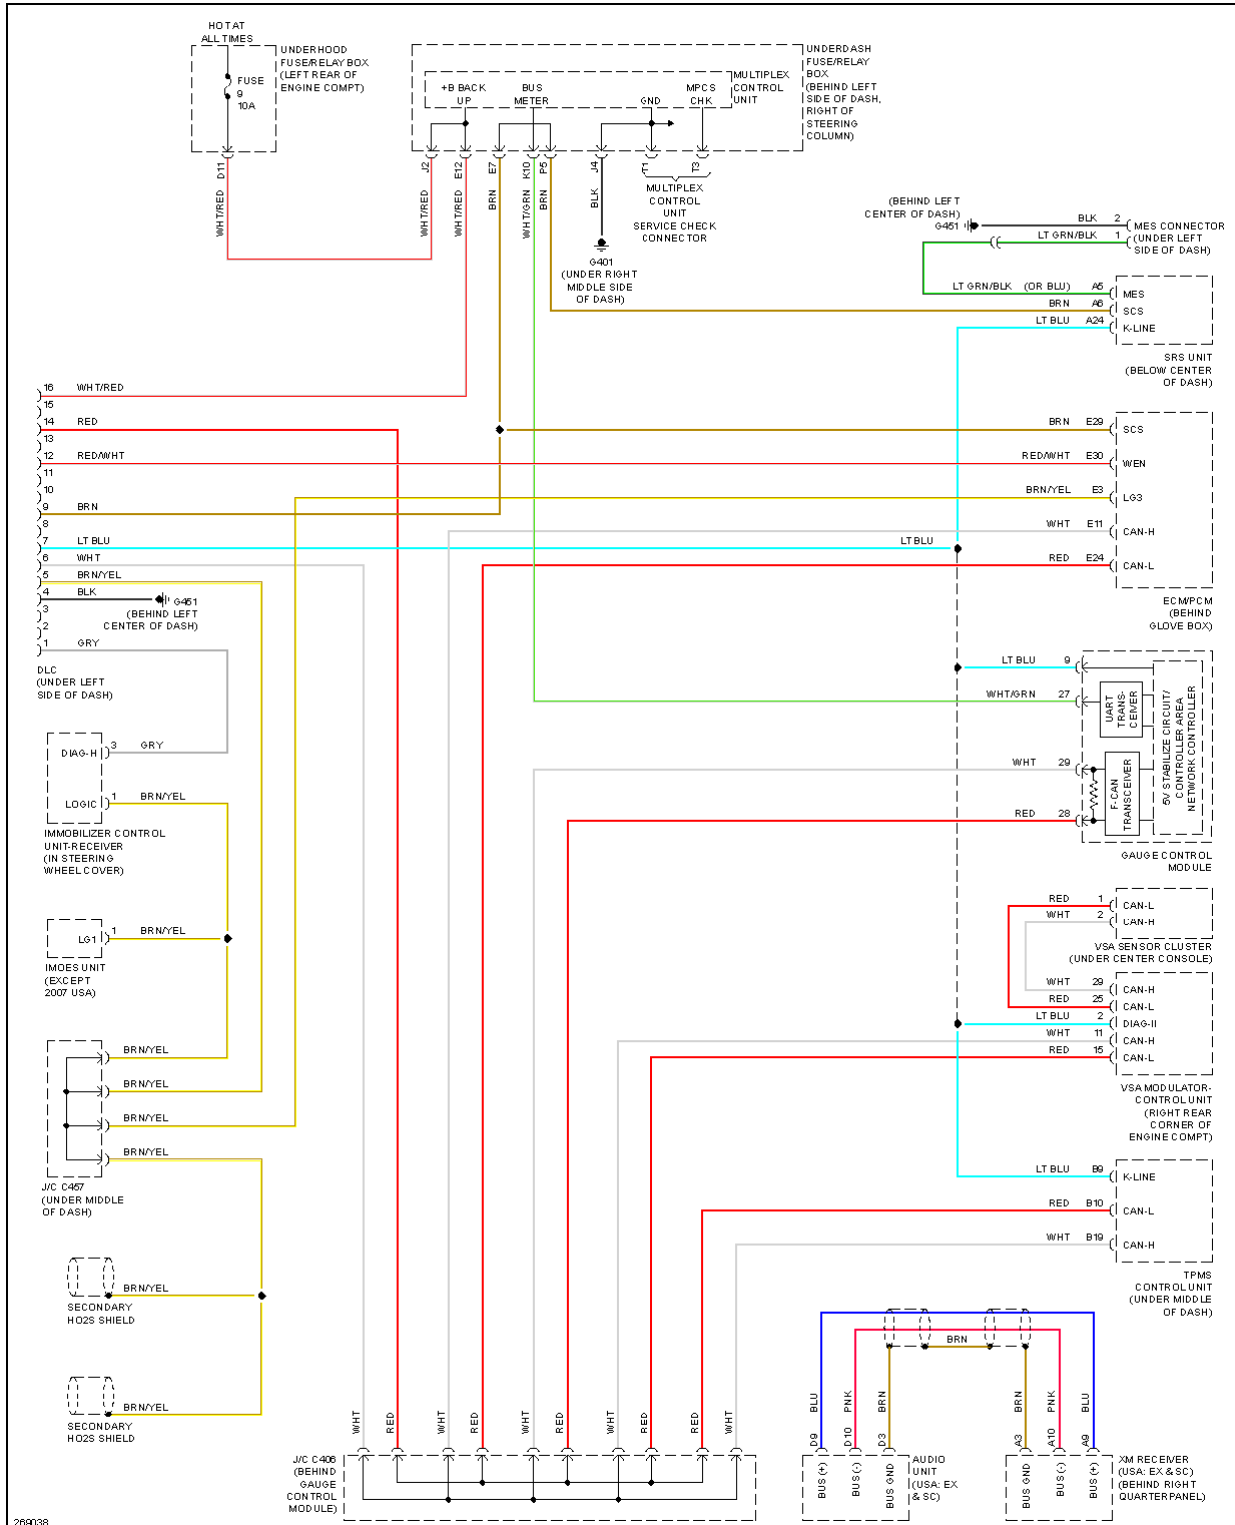 HOT AT
ALL TIMES
UNDERHOOD
FUSE/RELAY BOX
(LEFT REAR OF
ENGINE COMPT)
FUSE
9
10A
D11
WHT/RED
UNDERDASH
FUSE/RELAY
BOX
(BEHIND LEFT
SIDE OF DASH,
RIGHT OF
STEERING
COLUMN)
MULTIPLEX
CONTROL
UNIT
+B BACK
UP
BUS
METER
GND
MPCS
CHK
J2
E12
E7
K10
P5
J4
T1
T3
WHT/RED
WHT/RED
BRN
WHT/GRN
BRN
BLK
MULTIPLEX
CONTROL
UNIT
SERVICE CHECK
CONNECTOR
G401
(UNDER RIGHT
MIDDLE SIDE
OF DASH)
(BEHIND LEFT
CENTER OF DASH)
G451
BLK 2
LT GRN/BLK 1
MES CONNECTOR
(UNDER LEFT
SIDE OF DASH)
LT GRN/BLK (OR BLU) A5 MES
BRN A6 SCS
LT BLU A24 K-LINE
SRS UNIT
(BELOW CENTER
OF DASH)
16 WHT/RED
15
14 RED
13
12 RED/WHT
11
10
9 BRN
8
7 LT BLU
6 WHT
5 BRN/YEL
4 BLK
3
2
1 GRY
G451
(BEHIND LEFT
CENTER OF DASH)
DLC
(UNDER LEFT
SIDE OF DASH)
LT BLU
BRN E29 SCS
RED/WHT E30 WEN
BRN/YEL E3 LG3
WHT E11 CAN-H
RED E24 CAN-L
ECM/PCM
(BEHIND
GLOVE BOX)
LT BLU 9
WHT/GRN 27
WHT 29
RED 28
UART
TRANS-
CEIVER
F-CAN
TRANSCEIVER
5V STABILIZE CIRCUIT/
CONTROLLER AREA
NETWORK CONTROLLER
GAUGE CONTROL
MODULE
DIAG-H 3 GRY
LOGIC 1 BRN/YEL
IMMOBILIZER CONTROL
UNIT-RECEIVER
(IN STEERING
WHEEL COVER)
LG1 1 BRN/YEL
IMOES UNIT
(EXCEPT
2007 USA)
RED 1 CAN-L
WHT 2 CAN-H
VSA SENSOR CLUSTER
(UNDER CENTER CONSOLE)
WHT 29 CAN-H
RED 25 CAN-L
LT BLU 2 DIAG-II
WHT 11 CAN-H
RED 15 CAN-L
VSA MODULATOR-
CONTROL UNIT
(RIGHT REAR
CORNER OF
ENGINE COMPT)
BRN/YEL
BRN/YEL
BRN/YEL
BRN/YEL
J/C C457
(UNDER MIDDLE
OF DASH)
LT BLU B9 K-LINE
RED B10 CAN-L
WHT B19 CAN-H
TPMS
CONTROL UNIT
(UNDER MIDDLE
OF DASH)
BRN/YEL
SECONDARY
HO2S SHIELD
BRN/YEL
SECONDARY
HO2S SHIELD
WHT
RED
WHT
RED
WHT
RED
WHT
RED
RED
WHT
J/C C406
(BEHIND
GAUGE
CONTROL
MODULE)
BRN
BLU
PNK
BRN
BRN
PNK
BLU
D9
D10
D3
A3
A10
A9
BUS (+)
BUS (-)
BUS GND
BUS GND
BUS (-)
BUS (+)
AUDIO
UNIT
(USA: EX
& SC)
XM RECEIVER
(USA: EX & SC)
(BEHIND RIGHT
QUARTER PANEL)
269038